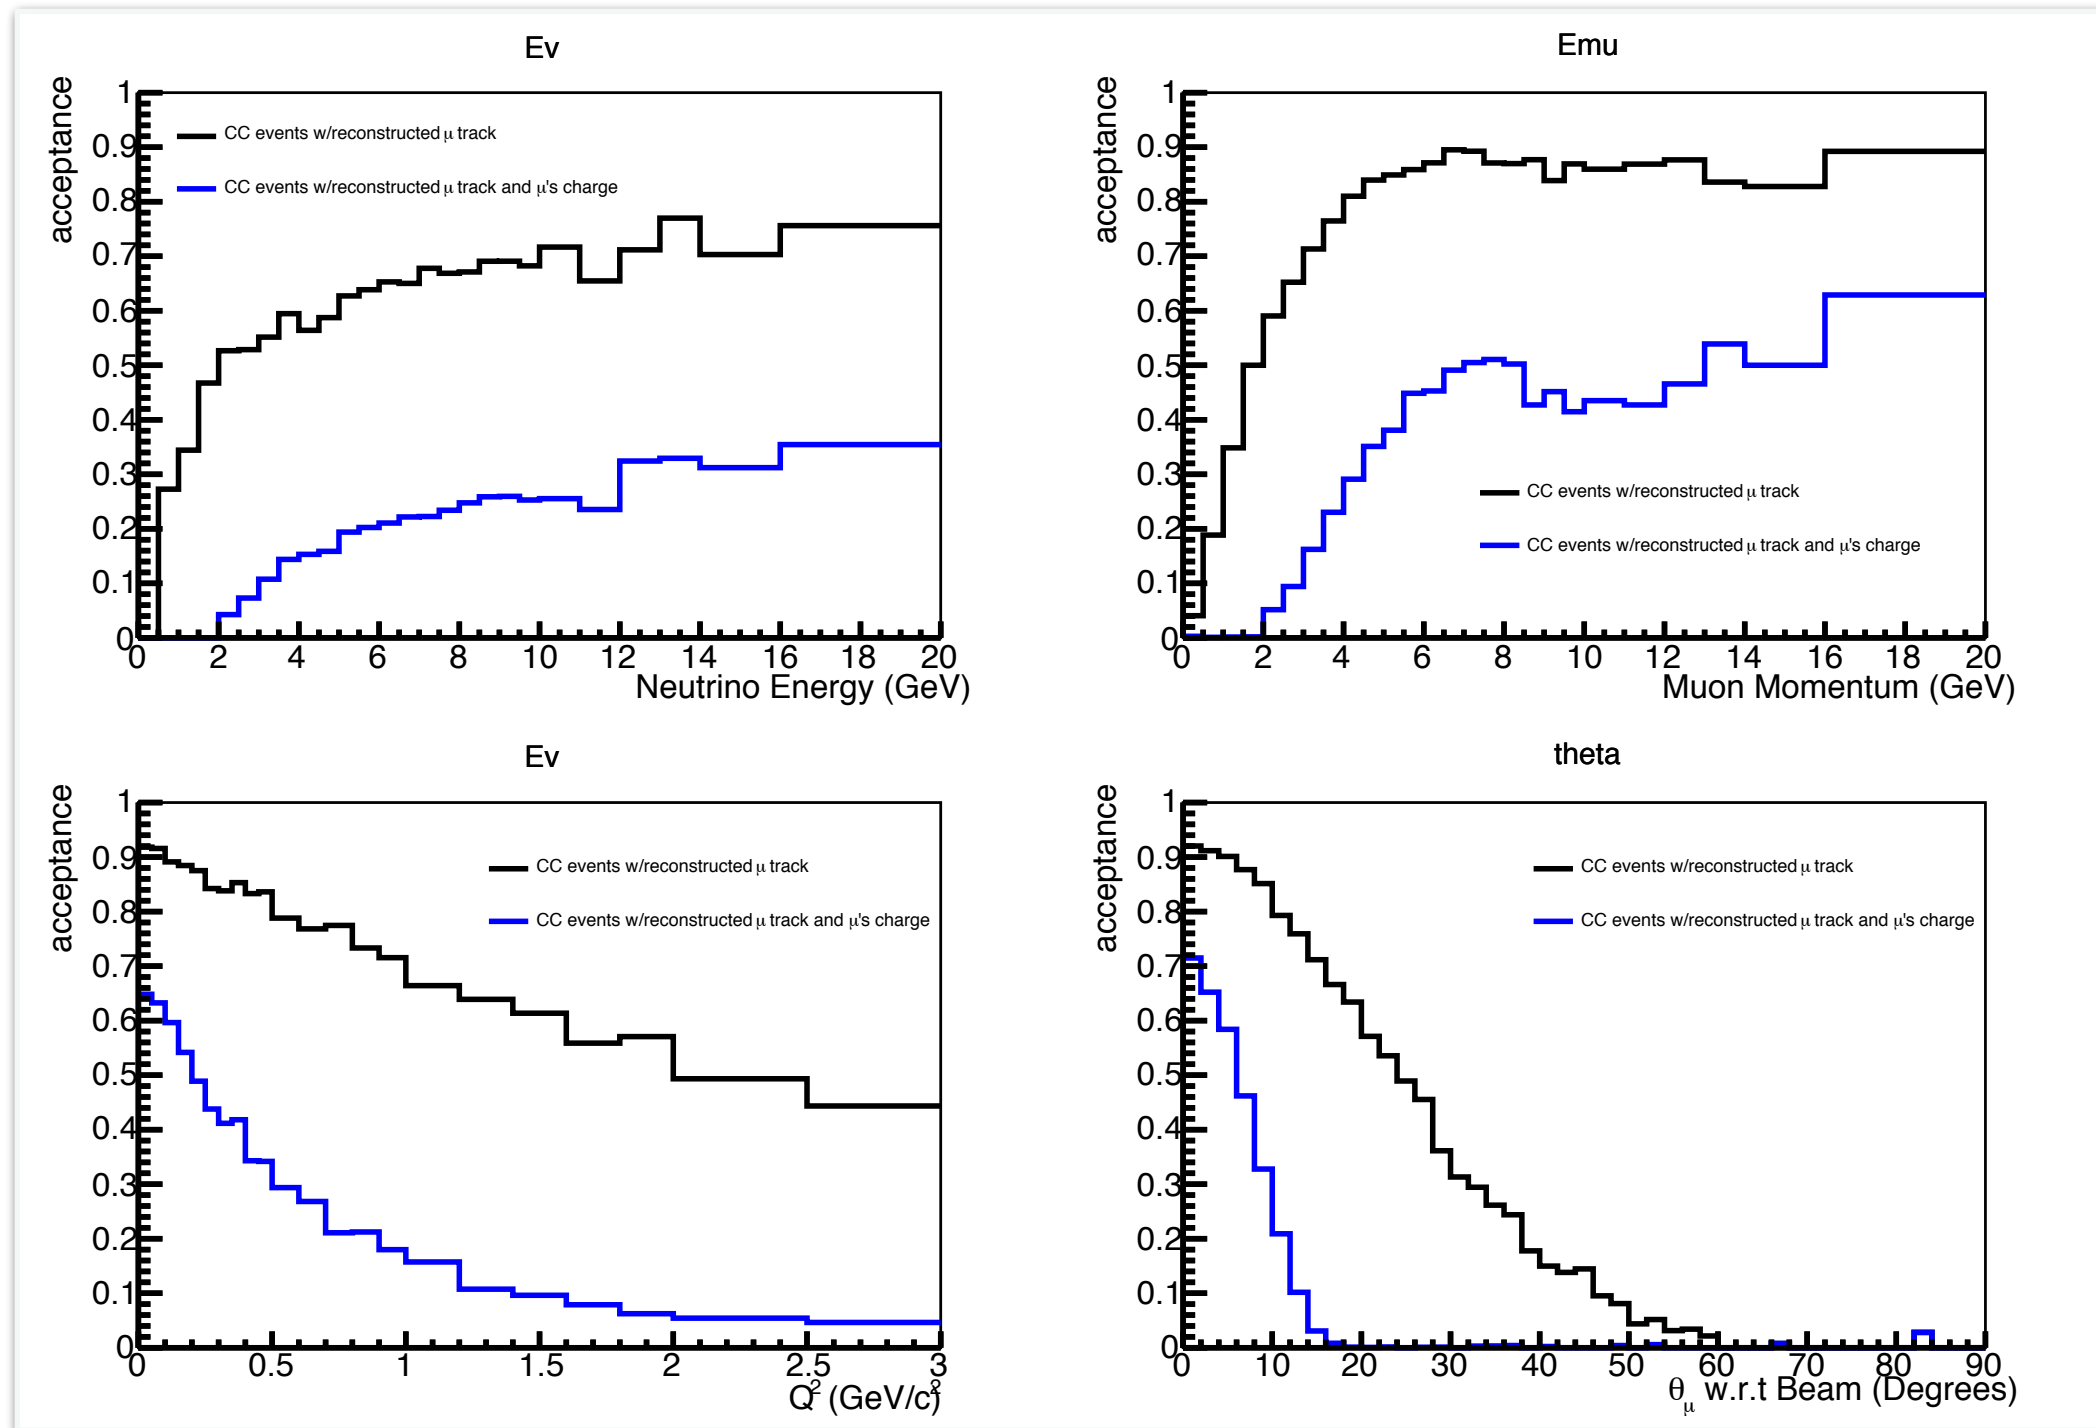 Ev
acceptance
1
0.9
0.8
0.7
0.6
0.5
0.4
0.3
0.2
0.1
0
CC events w/reconstructed μ track
CC events w/reconstructed μ track and μ's charge
0 2 4 6 8 10 12 14 16 18 20
Neutrino Energy (GeV)
Emu
acceptance
1
0.9
0.8
0.7
0.6
0.5
0.4
0.3
0.2
0.1
0
CC events w/reconstructed μ track
CC events w/reconstructed μ track and μ's charge
0 2 4 6 8 10 12 14 16 18 20
Muon Momentum (GeV)
Ev
acceptance
1
0.9
0.8
0.7
0.6
0.5
0.4
0.3
0.2
0.1
0
CC events w/reconstructed μ track
CC events w/reconstructed μ track and μ's charge
0 0.5 1 1.5 2 2.5 3
Q² (GeV/c²)
theta
acceptance
1
0.9
0.8
0.7
0.6
0.5
0.4
0.3
0.2
0.1
0
CC events w/reconstructed μ track
CC events w/reconstructed μ track and μ's charge
0 10 20 30 40 50 60 70 80 90
θμ w.r.t Beam (Degrees)